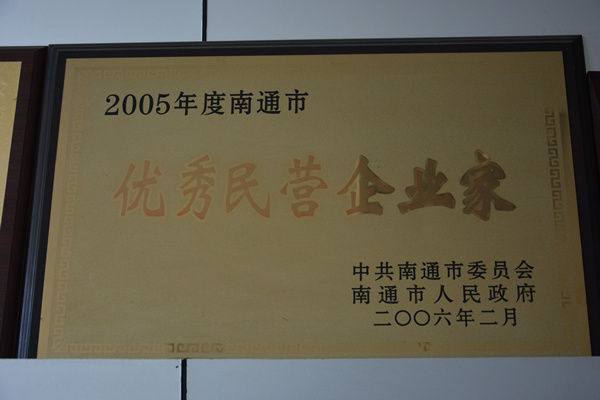 2005年度南通市
优秀民营企业家
中共南通市委员会
南通市人民政府
二〇〇六年二月